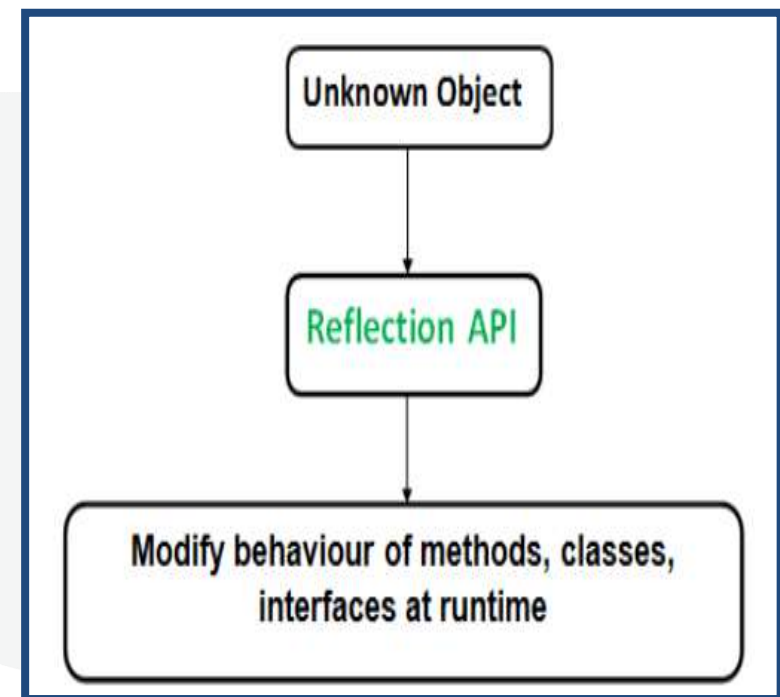 Unknown Object
Reflection API
Modify behaviour of methods, classes,
interfaces at runtime